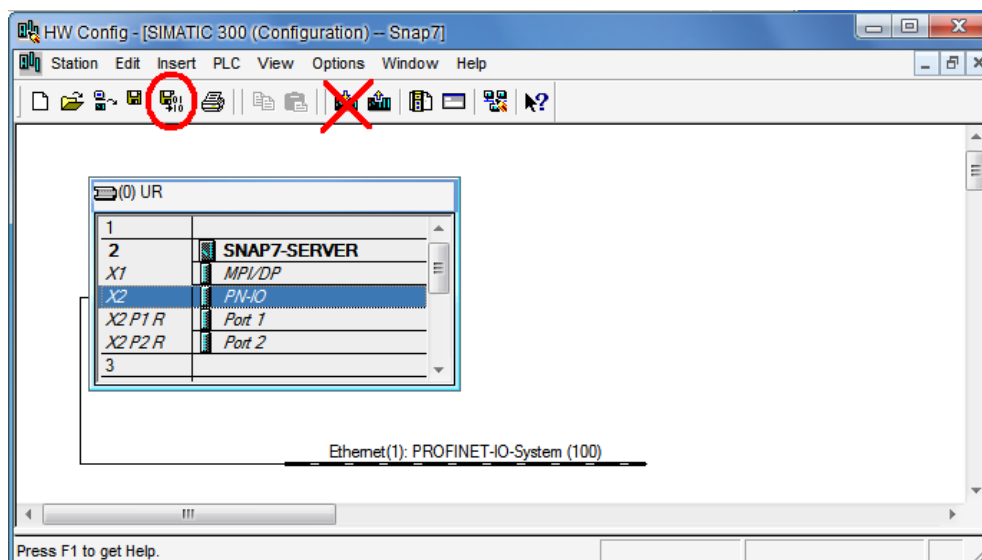 HW Config - [SIMATIC 300 (Configuration) -- Snap7]
Station Edit Insert PLC View Options Window Help
(0) UR
1
2 SNAP7-SERVER
X1 MPI/DP
X2 PN-IO
X2 P1 R Port 1
X2 P2 R Port 2
3
Ethernet(1): PROFINET-IO-System (100)
Press F1 to get Help.